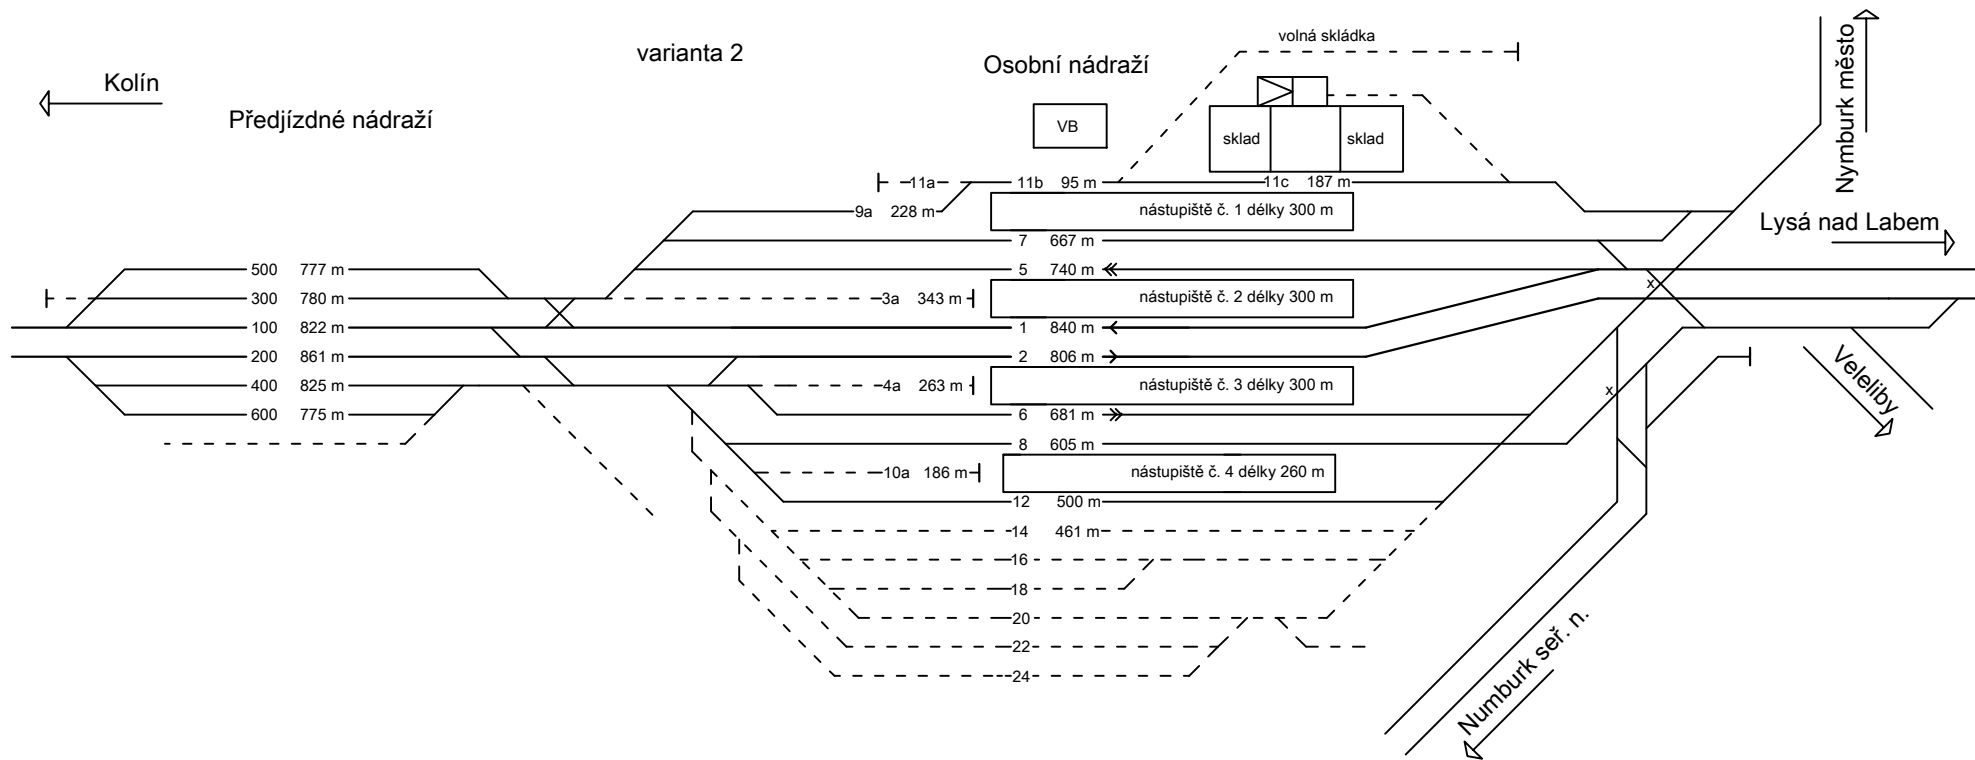 varianta 2
Kolín
Předjízdné nádraží
Osobní nádraží
volná skládka
VB
sklad
sklad
Nymburk město
Lysá nad Labem
11a
11b 95 m
11c 187 m
9a 228 m
nástupiště č. 1 délky 300 m
7 667 m
500 777 m
5 740 m
300 780 m
3a 343 m
nástupiště č. 2 délky 300 m
x
100 822 m
1 840 m
200 861 m
2 806 m
400 825 m
4a 263 m
nástupiště č. 3 délky 300 m
x
Veleliby
600 775 m
6 681 m
8 605 m
10a 186 m
nástupiště č. 4 délky 260 m
12 500 m
14 461 m
16
18
20
22
24
Numburk seř. n.